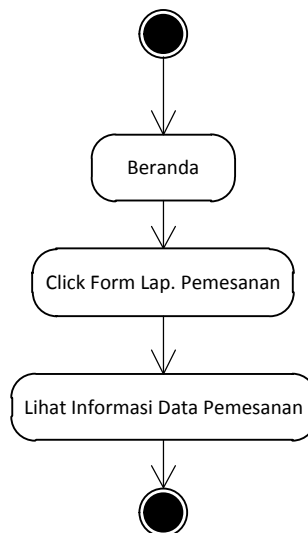 Beranda
Click Form Lap. Pemesanan
Lihat Informasi Data Pemesanan